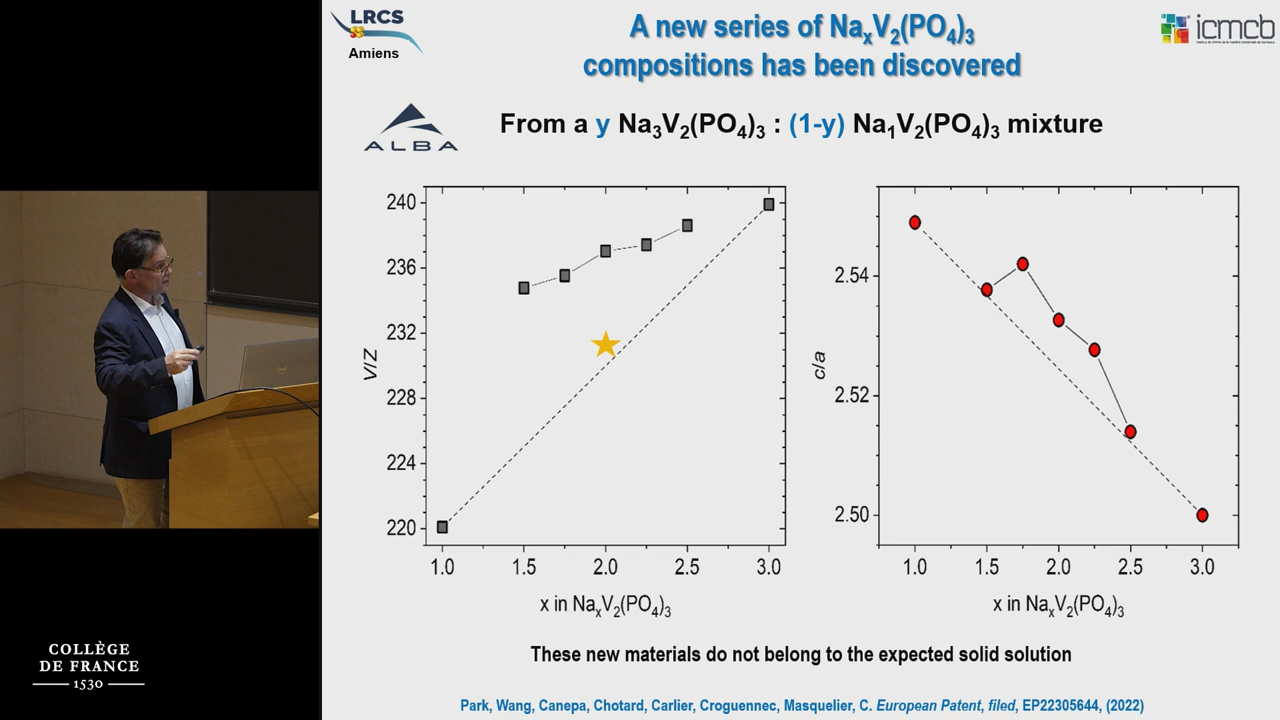 LRCS
Amiens
A new series of NaxV2(PO4)3
compositions has been discovered
icmcb
ALBA
From a y Na3V2(PO4)3 : (1-y) Na1V2(PO4)3 mixture
240
236
232
228
224
220
V/Z
1.0 1.5 2.0 2.5 3.0
x in NaxV2(PO4)3
2.54
2.52
2.50
c/a
1.0 1.5 2.0 2.5 3.0
x in NaxV2(PO4)3
COLLÈGE
DE FRANCE
1530
These new materials do not belong to the expected solid solution
Park, Wang, Canepa, Chotard, Carlier, Croguennec, Masquelier, C. European Patent, filed, EP22305644, (2022)